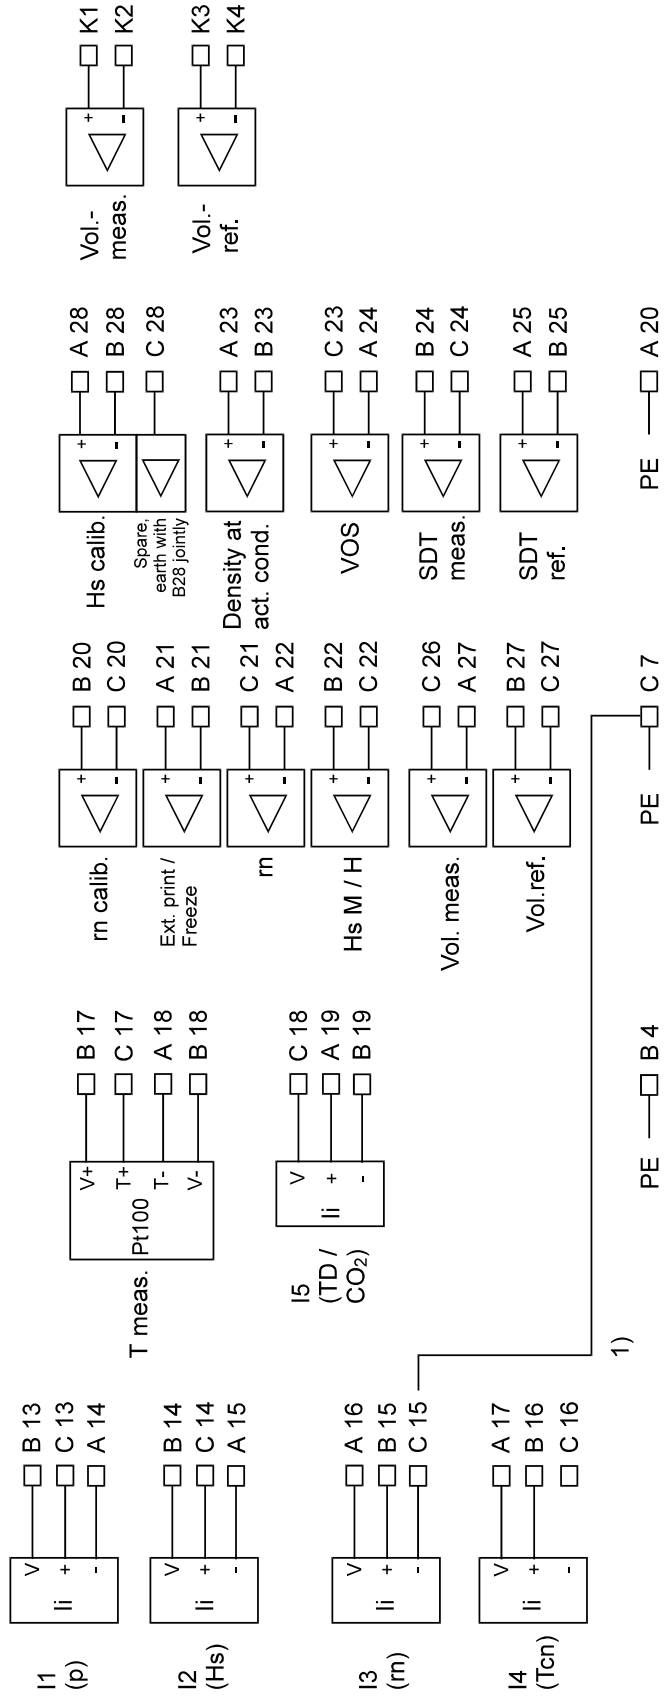 I1
(p)
Ii
V
+
-
B 13
C 13
A 14
I2
(Hs)
Ii
V
+
-
B 14
C 14
A 15
I3
(rn)
Ii
V
+
-
A 16
B 15
C 15
I4
(Tcn)
Ii
V
+
-
A 17
B 16
C 16
1)
T meas.
Pt100
V+
T+
T-
V-
B 17
C 17
A 18
B 18
I5
(TD /
CO₂)
Ii
V
+
-
C 18
A 19
B 19
PE
B 4
rn calib.
+
-
B 20
C 20
Ext. print /
Freeze
+
-
A 21
B 21
rn
+
-
C 21
A 22
Hs M / H
+
-
B 22
C 22
Vol. meas.
+
-
C 26
A 27
Vol.ref.
+
-
B 27
C 27
PE
C 7
Hs calib.
+
-
A 28
B 28
Spare,
earth with
B28 jointly
C 28
Density at
act. cond.
+
-
A 23
B 23
VOS
+
-
C 23
A 24
SDT
meas.
+
-
B 24
C 24
SDT
ref.
+
-
A 25
B 25
PE
A 20
Vol.-
meas.
+
-
K1
K2
Vol.-
ref.
+
-
K3
K4